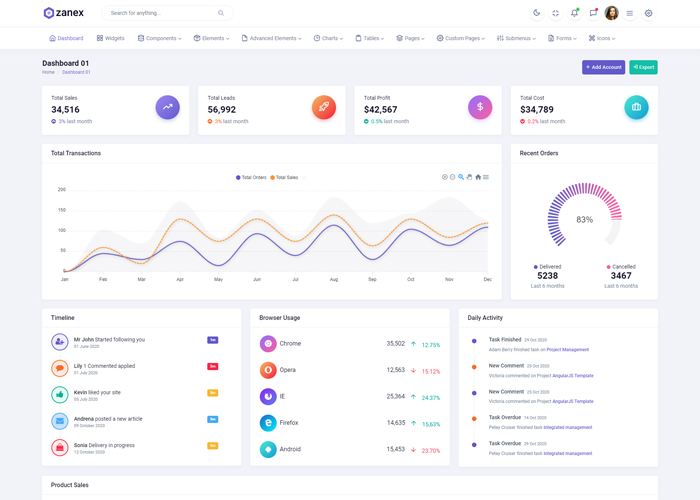 zanex
Search for anything...
Dashboard
Widgets
Components
Elements
Advanced Elements
Charts
Tables
Pages
Custom Pages
Submenus
Forms
Icons
Dashboard 01
Home / Dashboard 01
+ Add Account
Export
Total Sales
34,516
3% last month
Total Leads
56,992
3% last month
Total Profit
$42,567
0.5% last month
Total Cost
$34,789
0.2% last month
Total Transactions
Total Orders
Total Sales
200
150
100
50
0
Jan
Feb
Mar
Apr
May
Jun
Jul
Aug
Sep
Oct
Nov
Dec
Recent Orders
83%
Delivered
5238
Last 6 months
Cancelled
3467
Last 6 months
Timeline
Mr John Started following you
01 June 2020
Lily 1 Commented applied
01 July 2020
Kevin liked your site
05 July 2020
Andrena posted a new article
09 October 2020
Sonia Delivery in progress
12 October 2020
Browser Usage
Chrome 35,502 12.75%
Opera 12,563 15.12%
IE 25,364 24.37%
Firefox 14,635 15,63%
Android 15,453 23.70%
Daily Activity
Task Finished 29 Oct 2020
Adam Berry finished task on Project Management
New Comment 25 Oct 2020
Victoria commented on Project AngularJS Template
New Comment 25 Oct 2020
Victoria commented on Project AngularJS Template
Task Overdue 14 Oct 2020
Petey Cruiser finished task Integrated management
Task Overdue 29 Oct 2020
Petey Cruiser finished task Integrated management
Product Sales